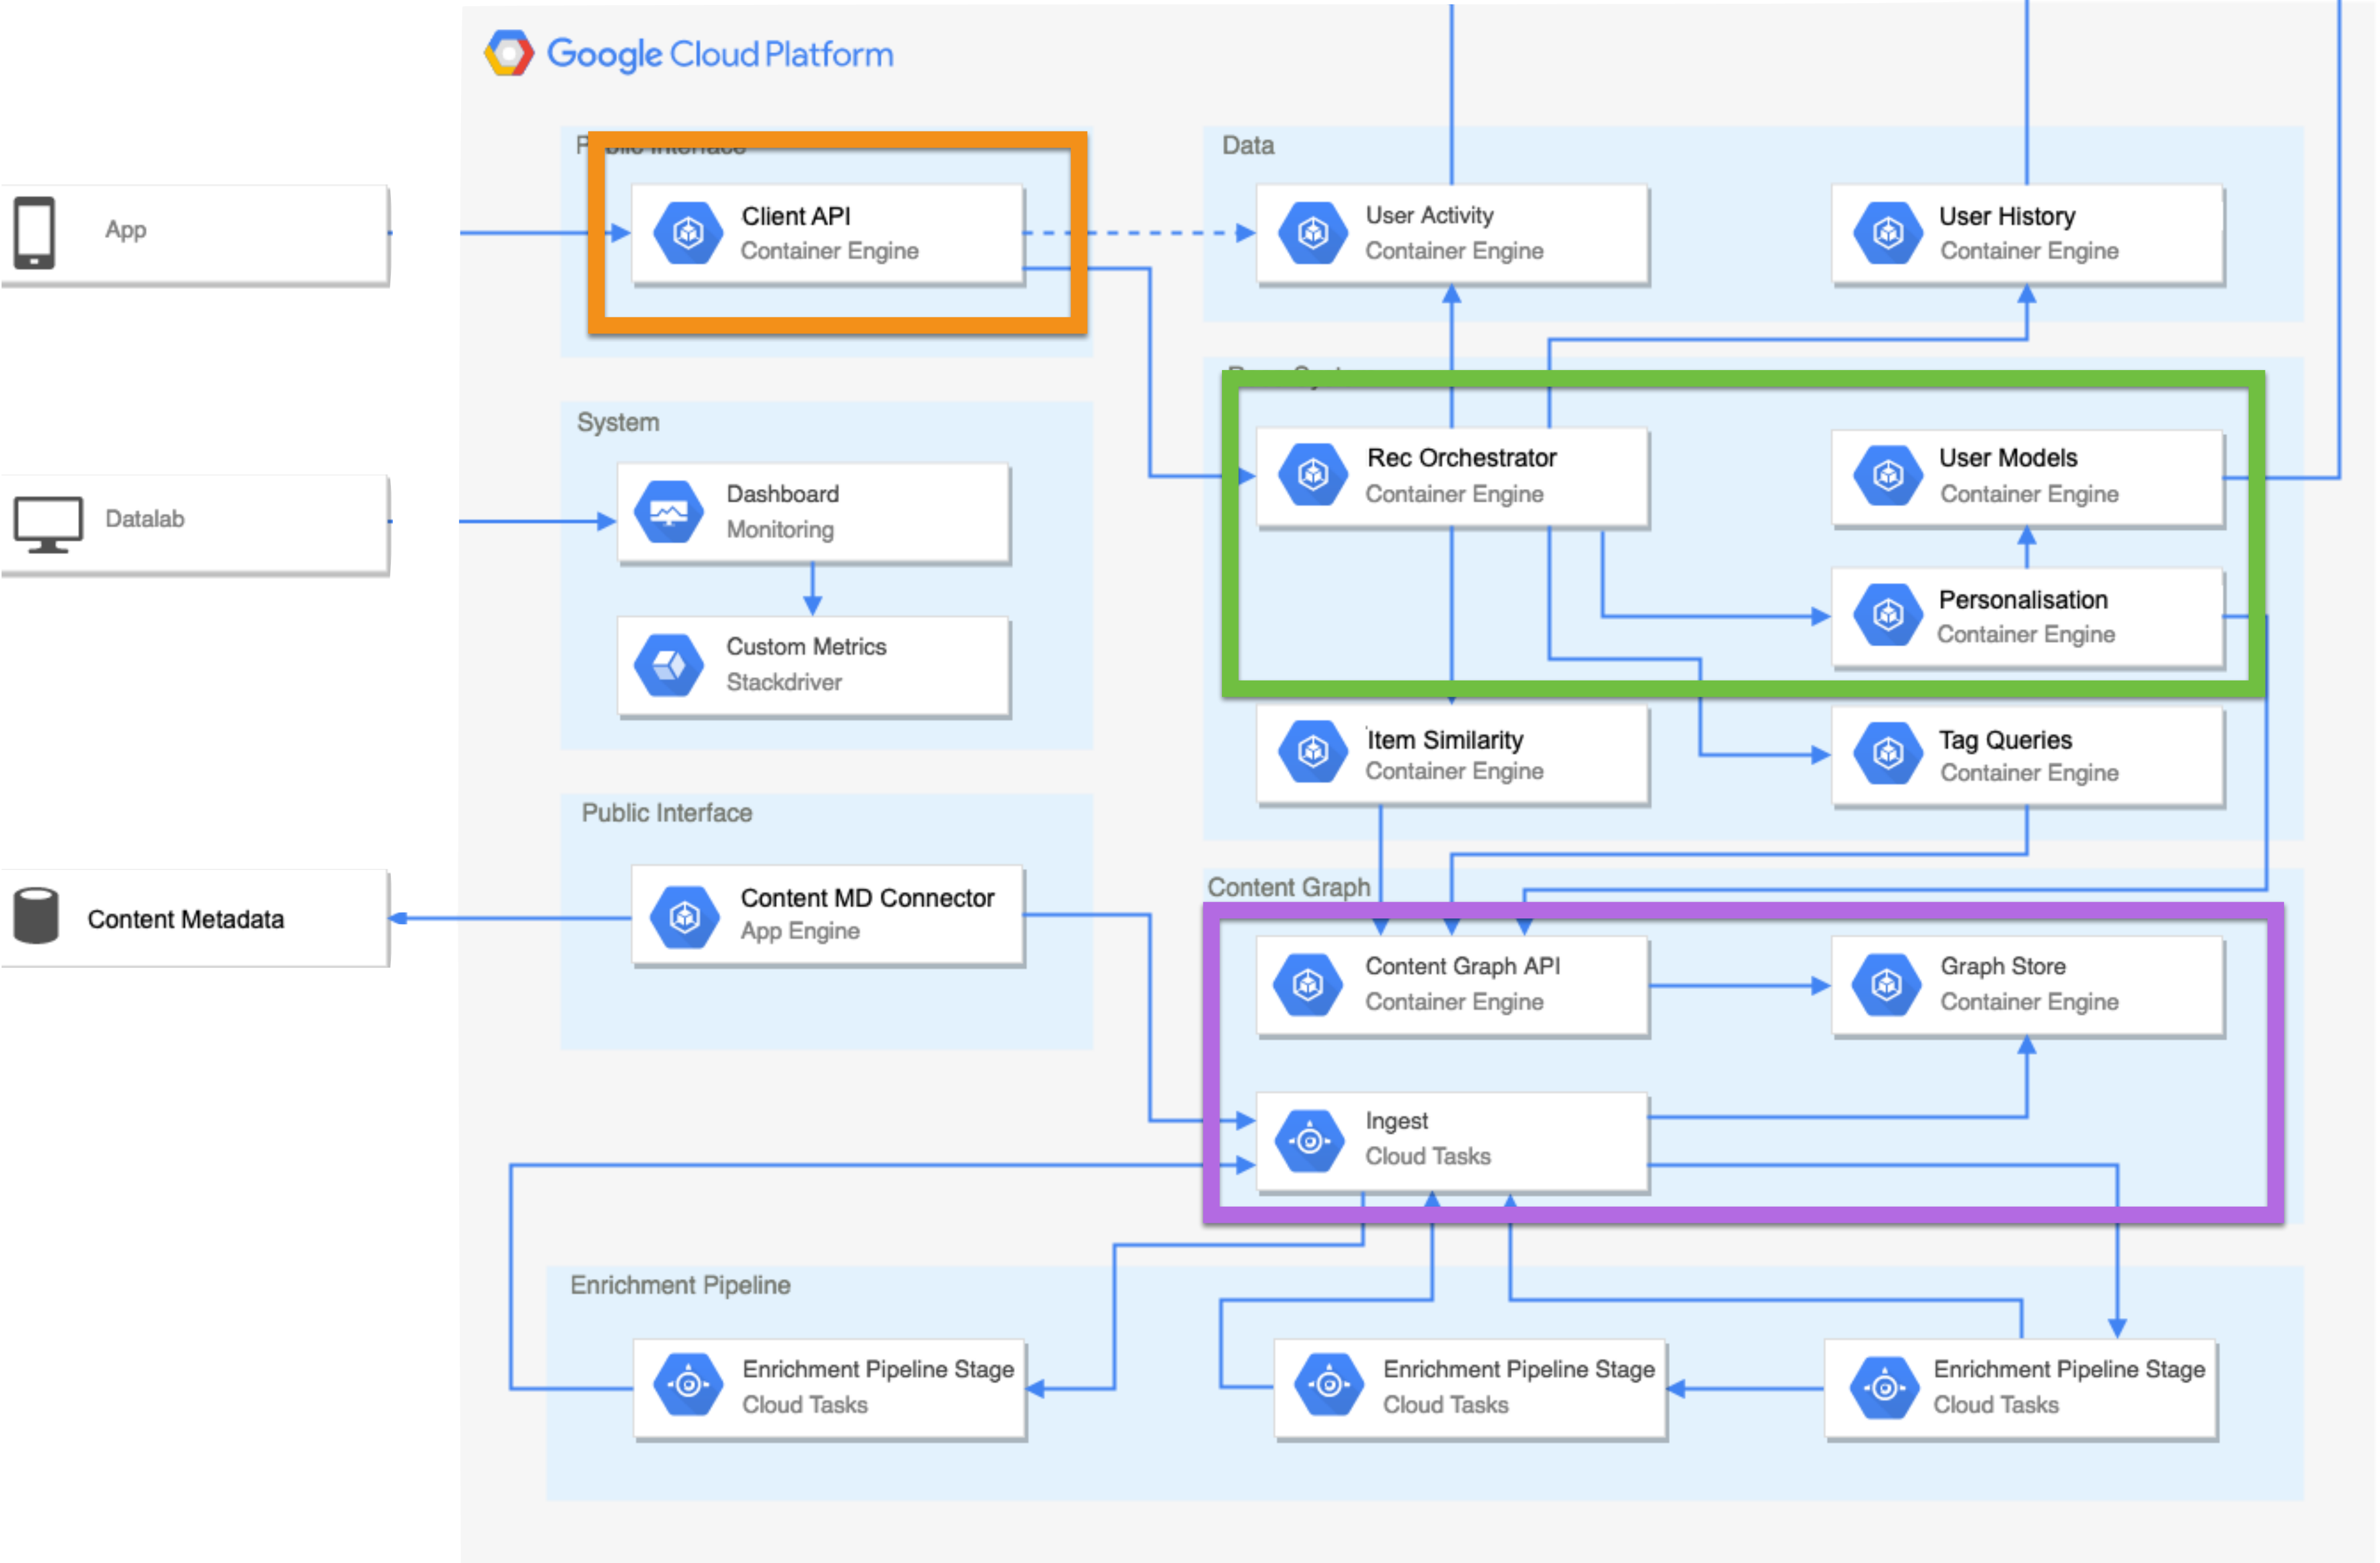 Google Cloud Platform
Public Interface
Data
App
Client API
Container Engine
User Activity
Container Engine
User History
Container Engine
System
Rec Orchestrator
Container Engine
User Models
Container Engine
Datalab
Dashboard
Monitoring
Personalisation
Container Engine
Custom Metrics
Stackdriver
Item Similarity
Container Engine
Tag Queries
Container Engine
Public Interface
Content Graph
Content Metadata
Content MD Connector
App Engine
Content Graph API
Container Engine
Graph Store
Container Engine
Ingest
Cloud Tasks
Enrichment Pipeline
Enrichment Pipeline Stage
Cloud Tasks
Enrichment Pipeline Stage
Cloud Tasks
Enrichment Pipeline Stage
Cloud Tasks